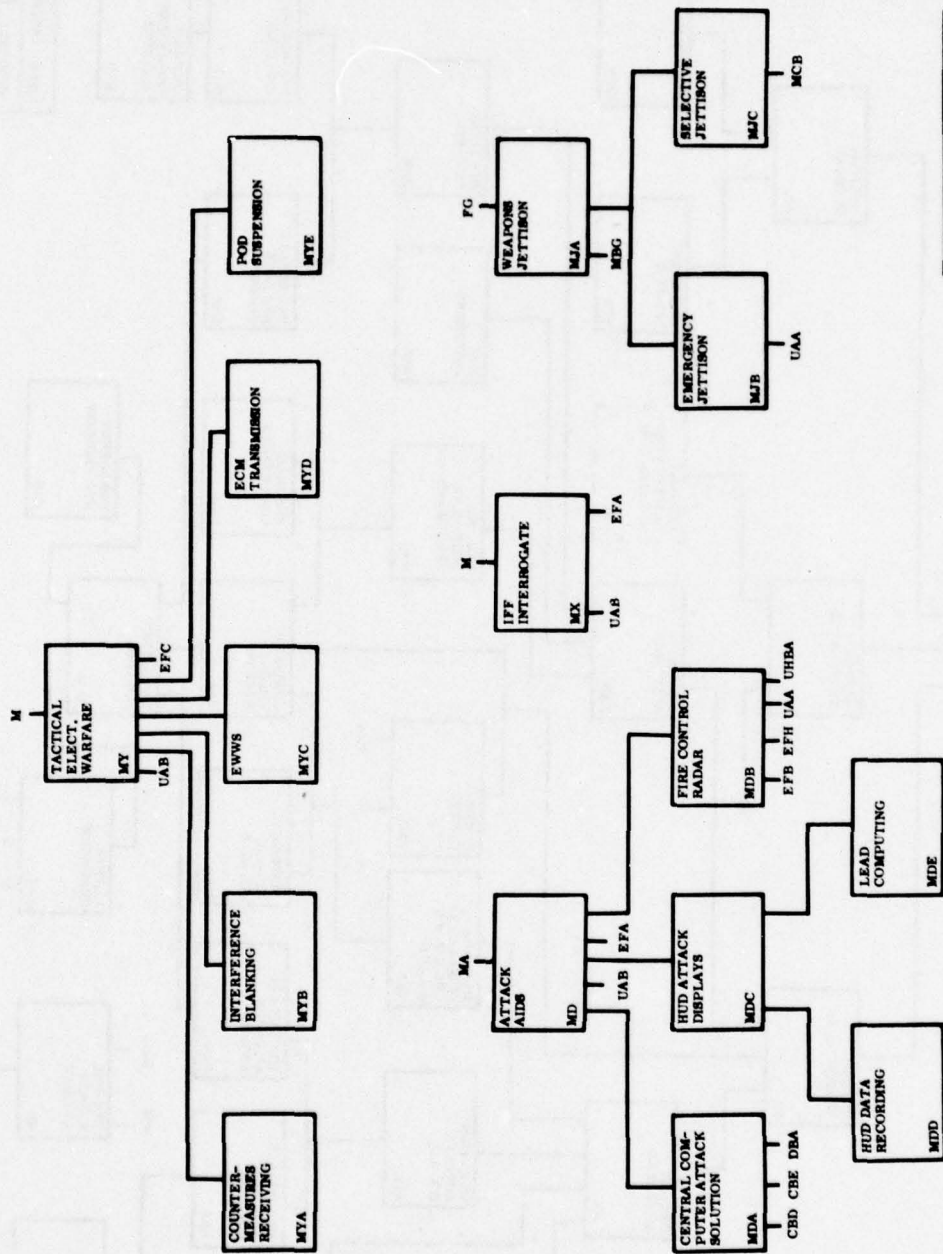 M
TACTICAL
ELECT.
WARFARE
MY
UAB
EFC
COUNTER-
MEASURES
RECEIVING
MYA
INTERFERENCE
BLANKING
MYB
EWWS
MYC
ECM
TRANSMISSION
MYD
POD
SUSPENSION
MYE
MA
ATTACK
AIDS
MD
UAB
EFA
CENTRAL COM-
PUTER ATTACK
SOLUTION
MDA
CBD CBE DBA
HUD ATTACK
DISPLAYS
MDC
FIRE CONTROL
RADAR
MDB
EFB EFH UAA UHBA
HUD DATA
RECORDING
MDD
LEAD
COMPUTING
MDE
M
IFF
INTERROGATE
MX
UAB
EFA
FG
WEAPONS
JETTISON
MJA
MBG
EMERGENCY
JETTISON
MJB
UAA
SELECTIVE
JETTISON
MJC
MCB